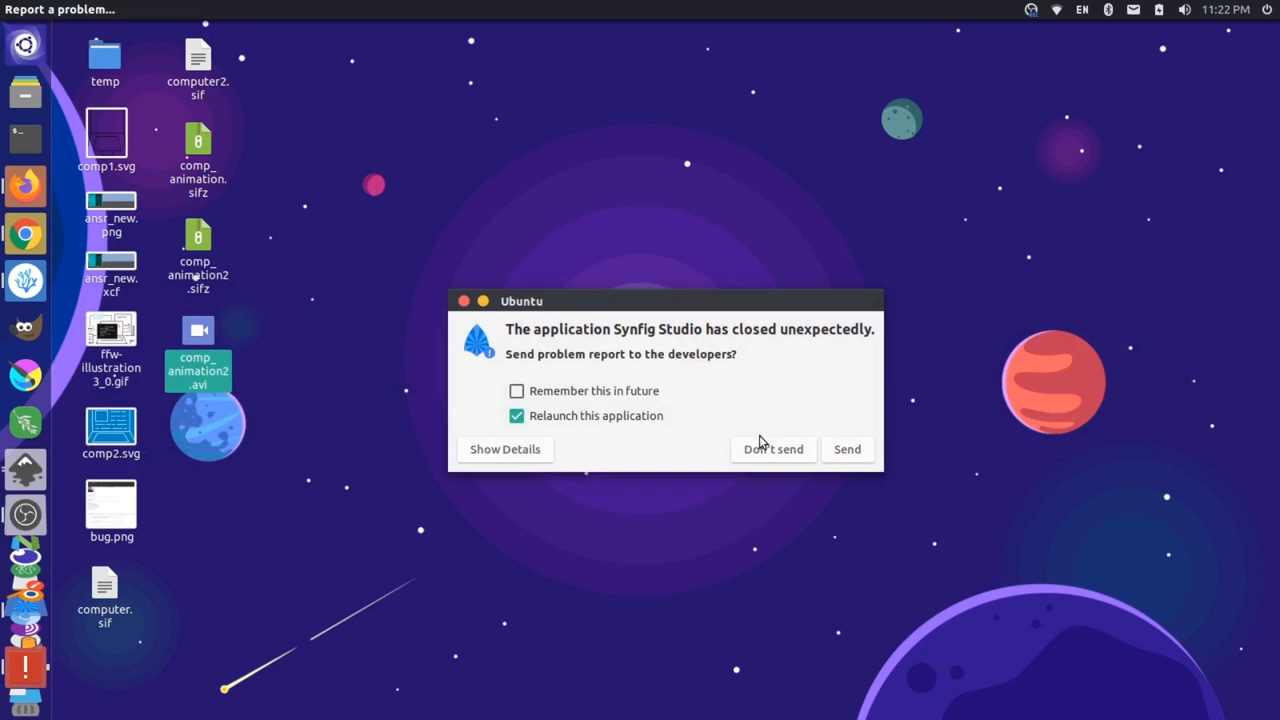 Report a problem...
EN
11:22 PM
temp
computer2.
sif
comp1.svg
comp_
animation.
sifz
ansr_new.
png
comp_
animation2
.sifz
ansr_new.
xcf
ffw-
illustration
3_0.gif
comp_
animation2
.avi
comp2.svg
bug.png
computer.
sif
Ubuntu
The application Synfig Studio has closed unexpectedly.
Send problem report to the developers?
Remember this in future
Relaunch this application
Show Details
Don't send
Send